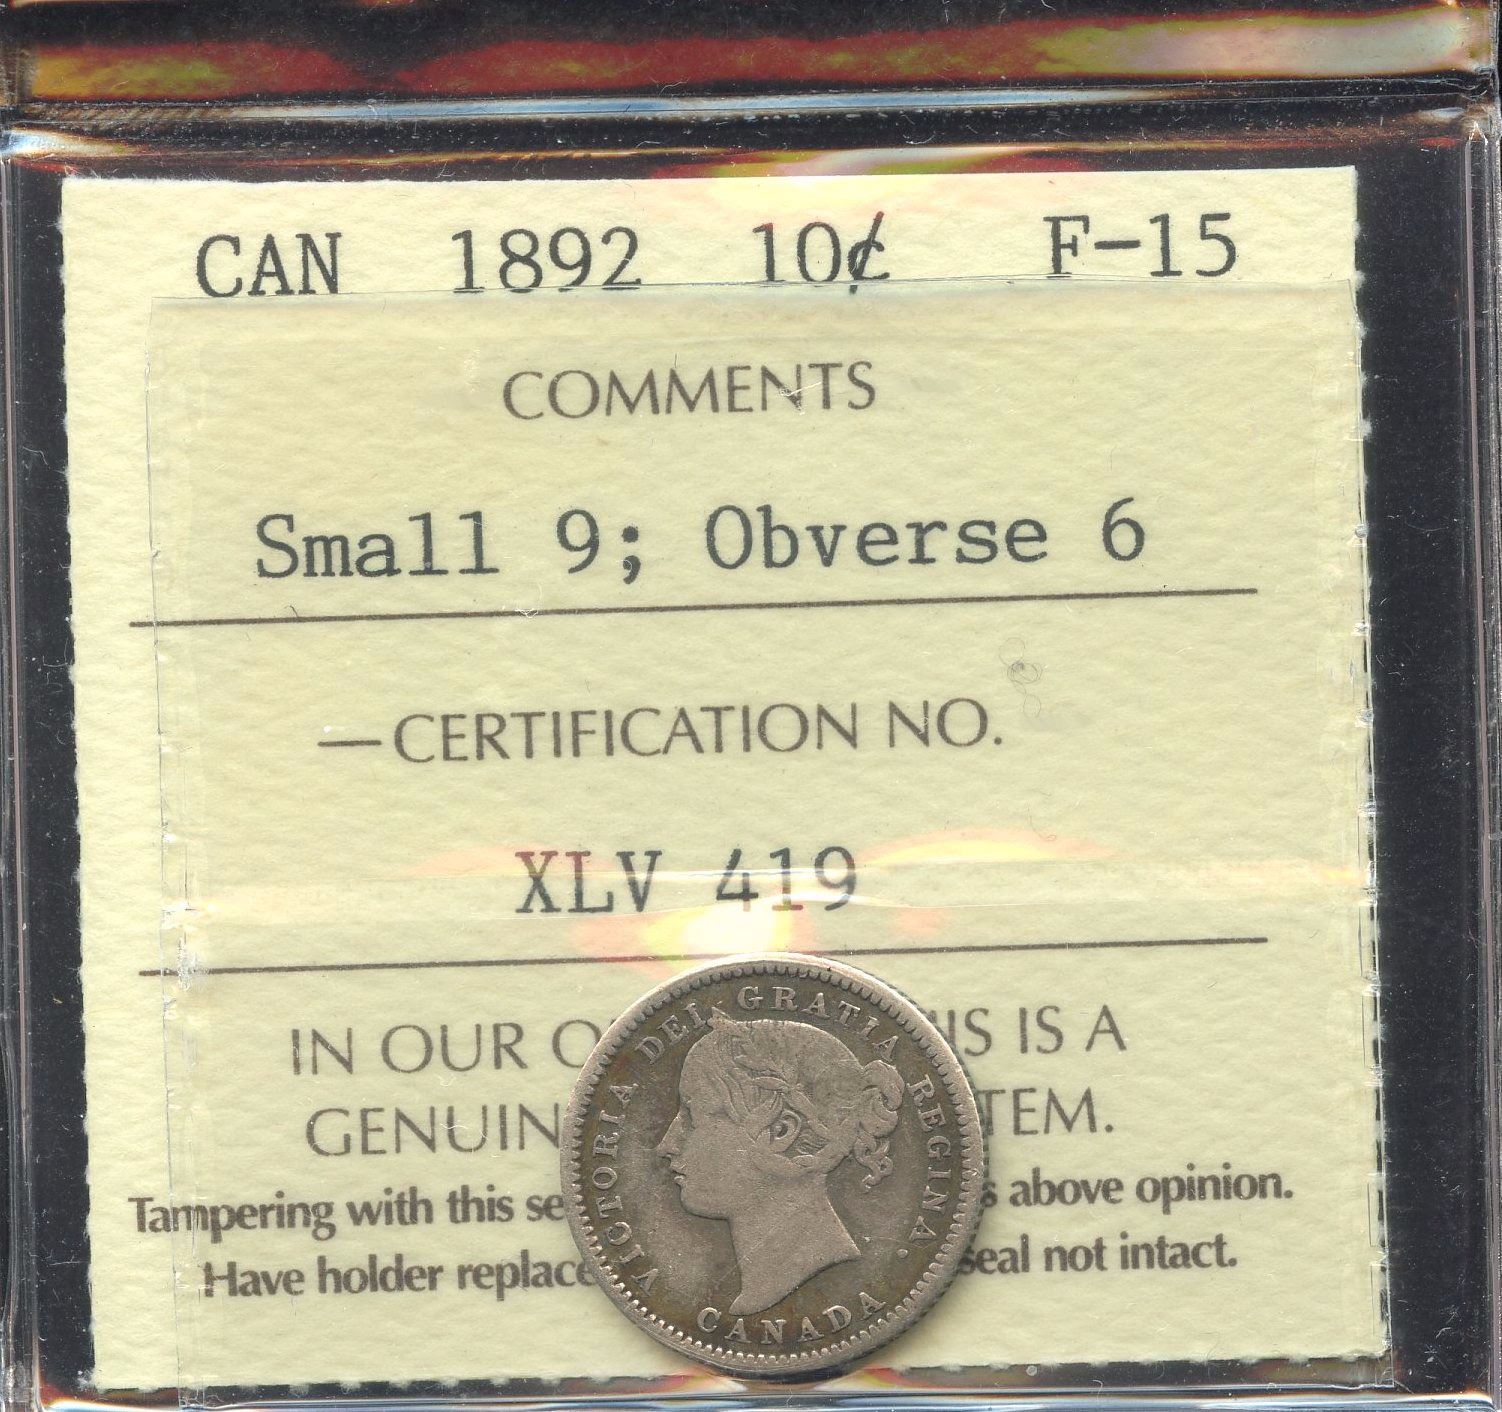 CAN 1892 10¢ F-15
COMMENTS
Small 9; Obverse 6
—CERTIFICATION NO.
XLV 419
IN OUR IS IS A
GENUIN TEM.
Tampering with this se s above opinion.
Have holder replace seal not intact.
VICTORIA DEI GRATIA REGINA.
CANADA